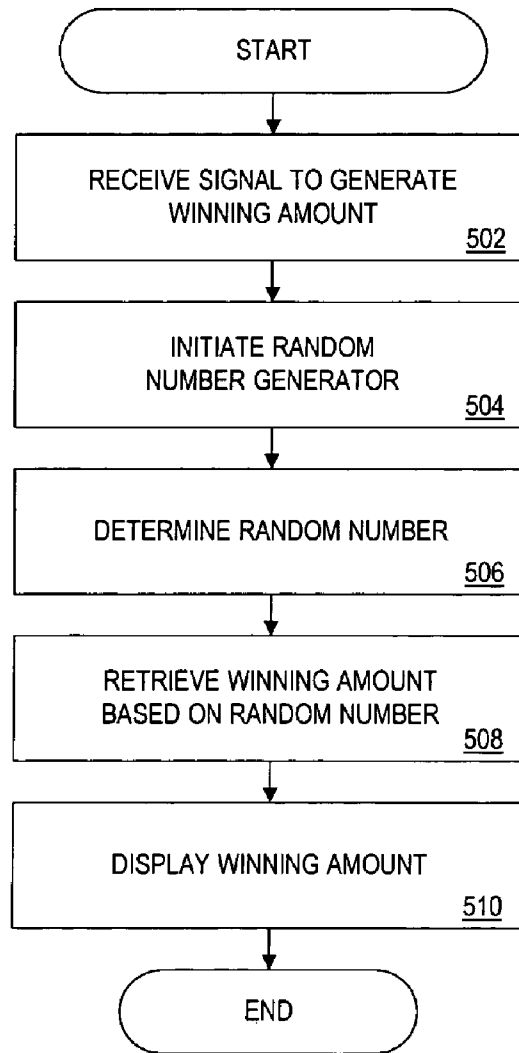 START
RECEIVE SIGNAL TO GENERATE
WINNING AMOUNT
502
INITIATE RANDOM
NUMBER GENERATOR
504
DETERMINE RANDOM NUMBER
506
RETRIEVE WINNING AMOUNT
BASED ON RANDOM NUMBER
508
DISPLAY WINNING AMOUNT
510
END